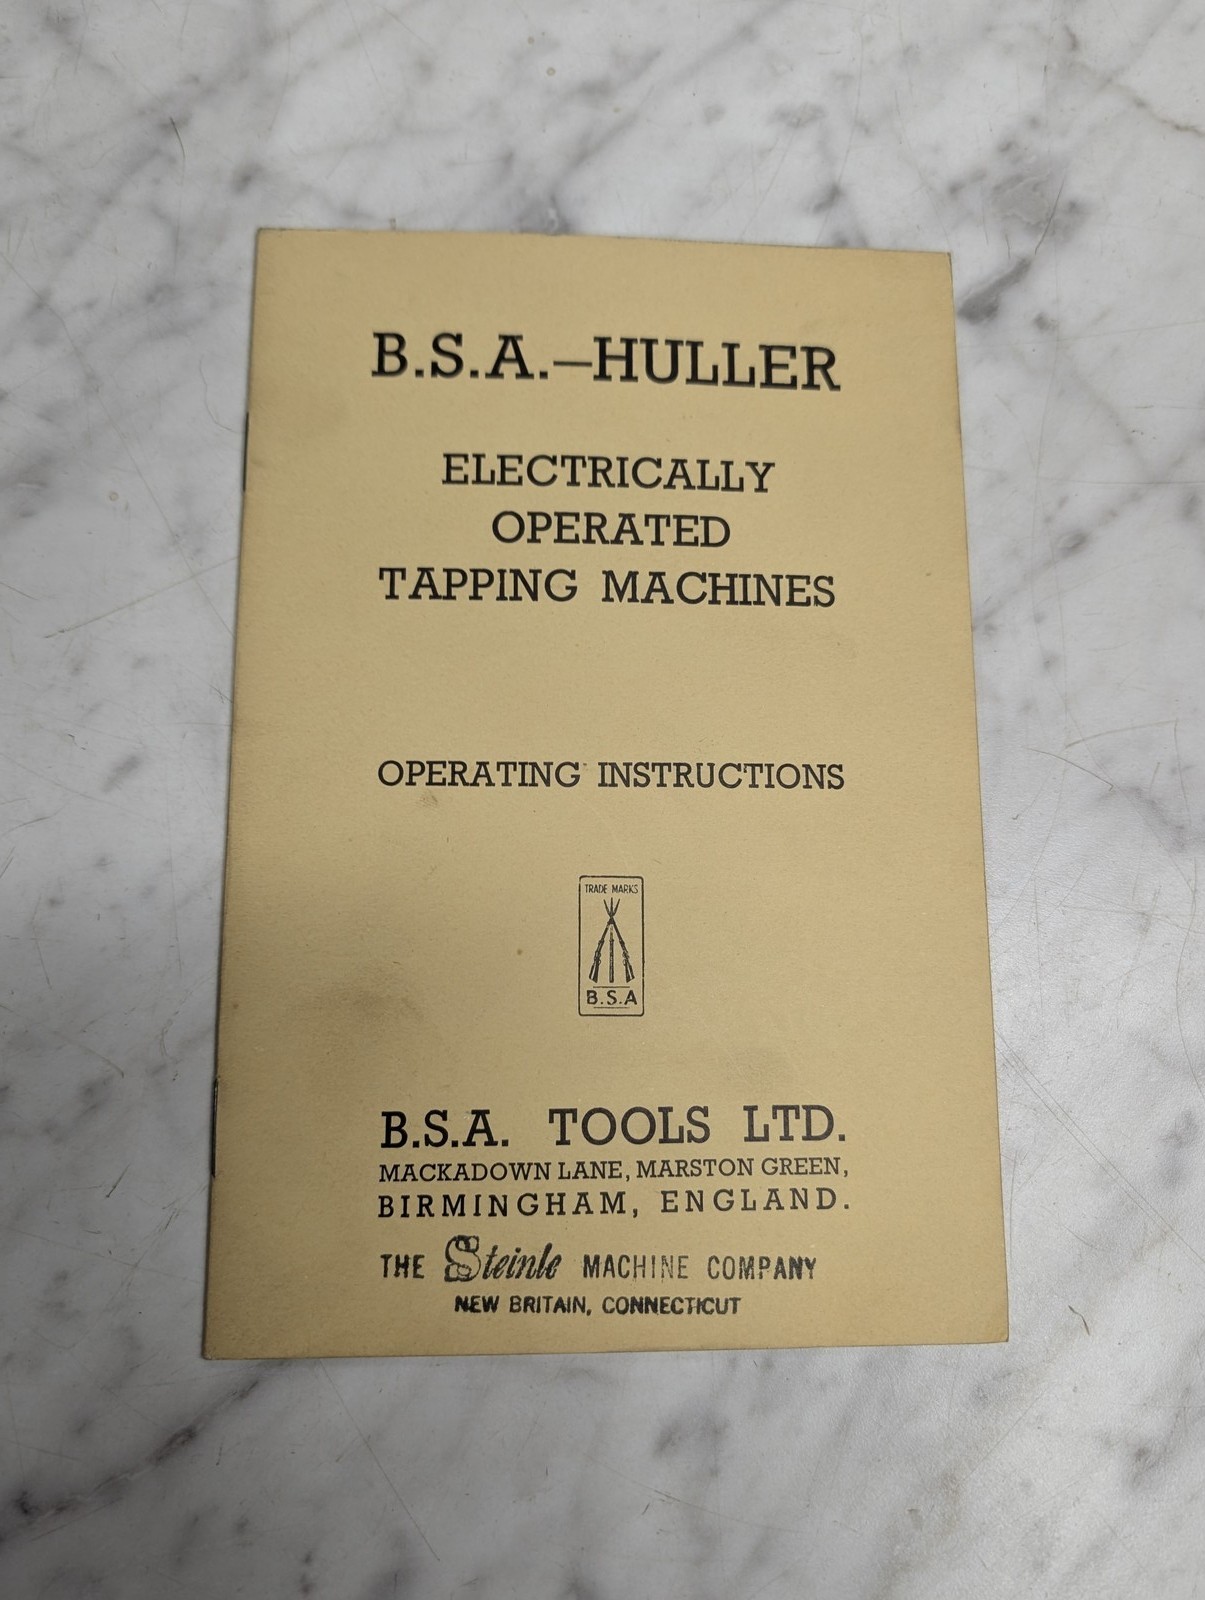 B.S.A.–HULLER
ELECTRICALLY
OPERATED
TAPPING MACHINES
OPERATING INSTRUCTIONS
TRADE MARKS
B.S.A
B.S.A. TOOLS LTD.
MACKADOWN LANE, MARSTON GREEN,
BIRMINGHAM, ENGLAND.
THE Steinle MACHINE COMPANY
NEW BRITAIN, CONNECTICUT